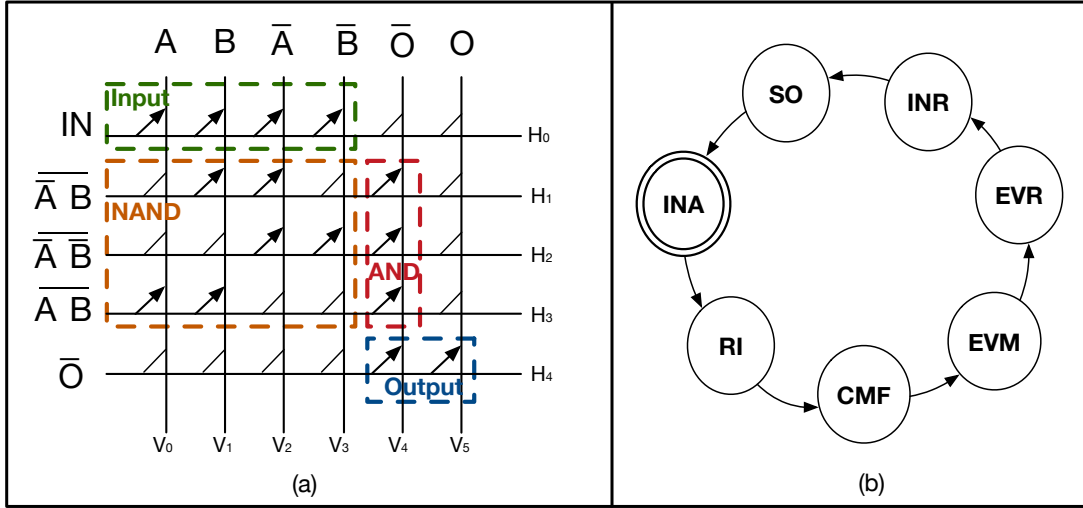 A B A̅ B̅ O̅ O
Input
IN
H₀
A̅ B̅̅
NAND
H₁
A̅ B̅
H₂
AND
A B
H₃
O̅
Output
H₄
V₀ V₁ V₂ V₃ V₄ V₅
(a)
SO
INR
INA
EVR
RI
EVM
CMF
(b)